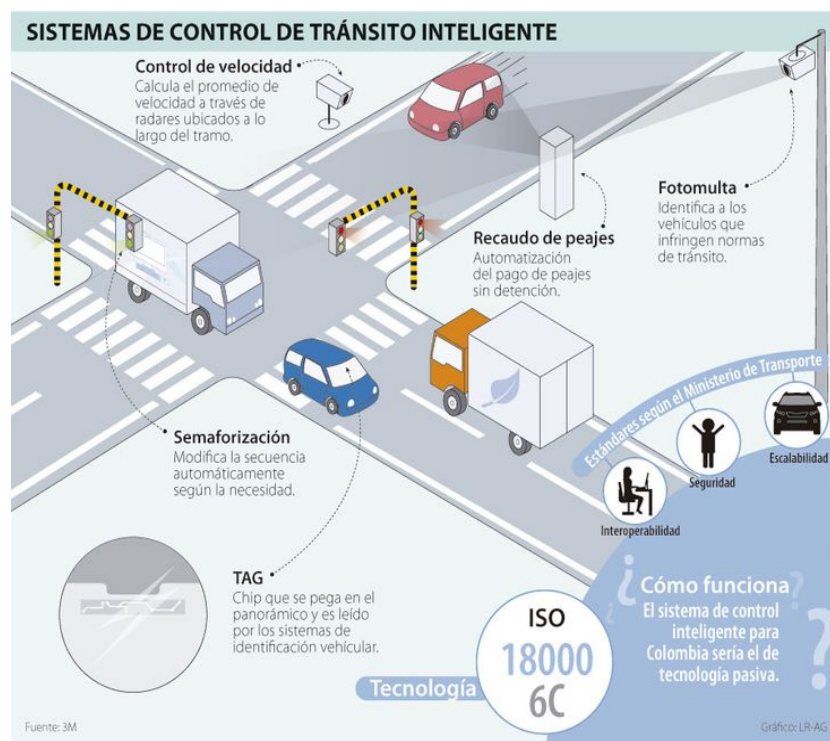 SISTEMAS DE CONTROL DE TRÁNSITO INTELIGENTE
Control de velocidad
Calcula el promedio de
velocidad a través de
radares ubicados a lo
largo del tramo.
Fotomulta
Identifica a los
vehículos que
infringen normas
de tránsito.
Recaudo de peajes
Automatización
del pago de peajes
sin detención.
Semaforización
Modifica la secuencia
automáticamente
según la necesidad.
Estándares según el Ministerio de Transporte
Escalabilidad
Seguridad
Interoperabilidad
TAG
Chip que se pega en el
panorámico y es leído
por los sistemas de
identificación vehícular.
¿Cómo funciona?
El sistema de control
inteligente para
Colombia sería el de
tecnología pasiva.
Tecnología
ISO
18000
6C
Fuente: 3M
Gráfico: LR-AG